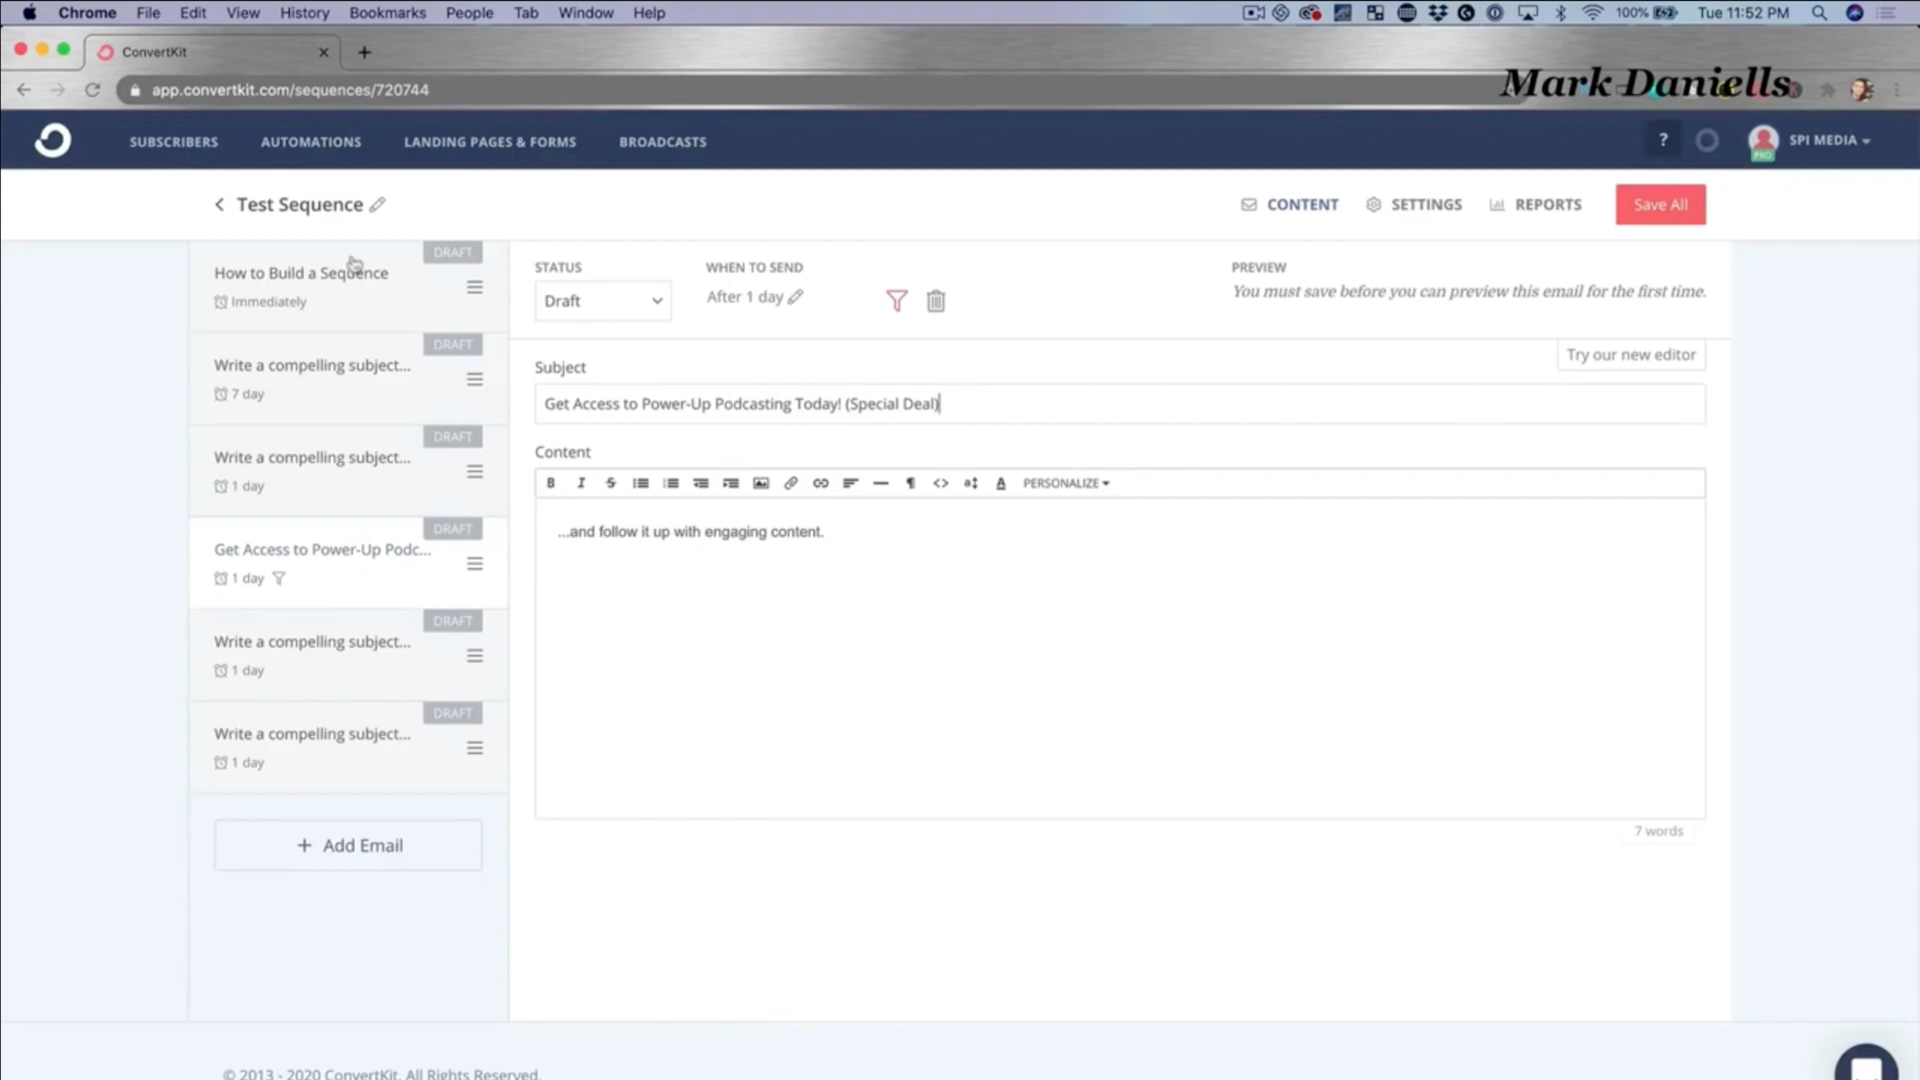 Chrome File Edit View History Bookmarks People Tab Window Help 100% Tue 11:52 PM
ConvertKit
app.convertkit.com/sequences/720744
Mark Daniells
SUBSCRIBERS AUTOMATIONS LANDING PAGES & FORMS BROADCASTS ? PRO SPI MEDIA
Test Sequence CONTENT SETTINGS REPORTS Save All
DRAFT
How to Build a Sequence
Immediately
DRAFT
Write a compelling subject...
7 day
DRAFT
Write a compelling subject...
1 day
DRAFT
Get Access to Power-Up Podc...
1 day
DRAFT
Write a compelling subject...
1 day
DRAFT
Write a compelling subject...
1 day
+ Add Email
STATUS WHEN TO SEND PREVIEW
Draft After 1 day You must save before you can preview this email for the first time.
Try our new editor
Subject
Get Access to Power-Up Podcasting Today! (Special Deal)
Content
B I S ¶ <> A PERSONALIZE
...and follow it up with engaging content.
7 words
© 2013 - 2020 ConvertKit. All Rights Reserved.